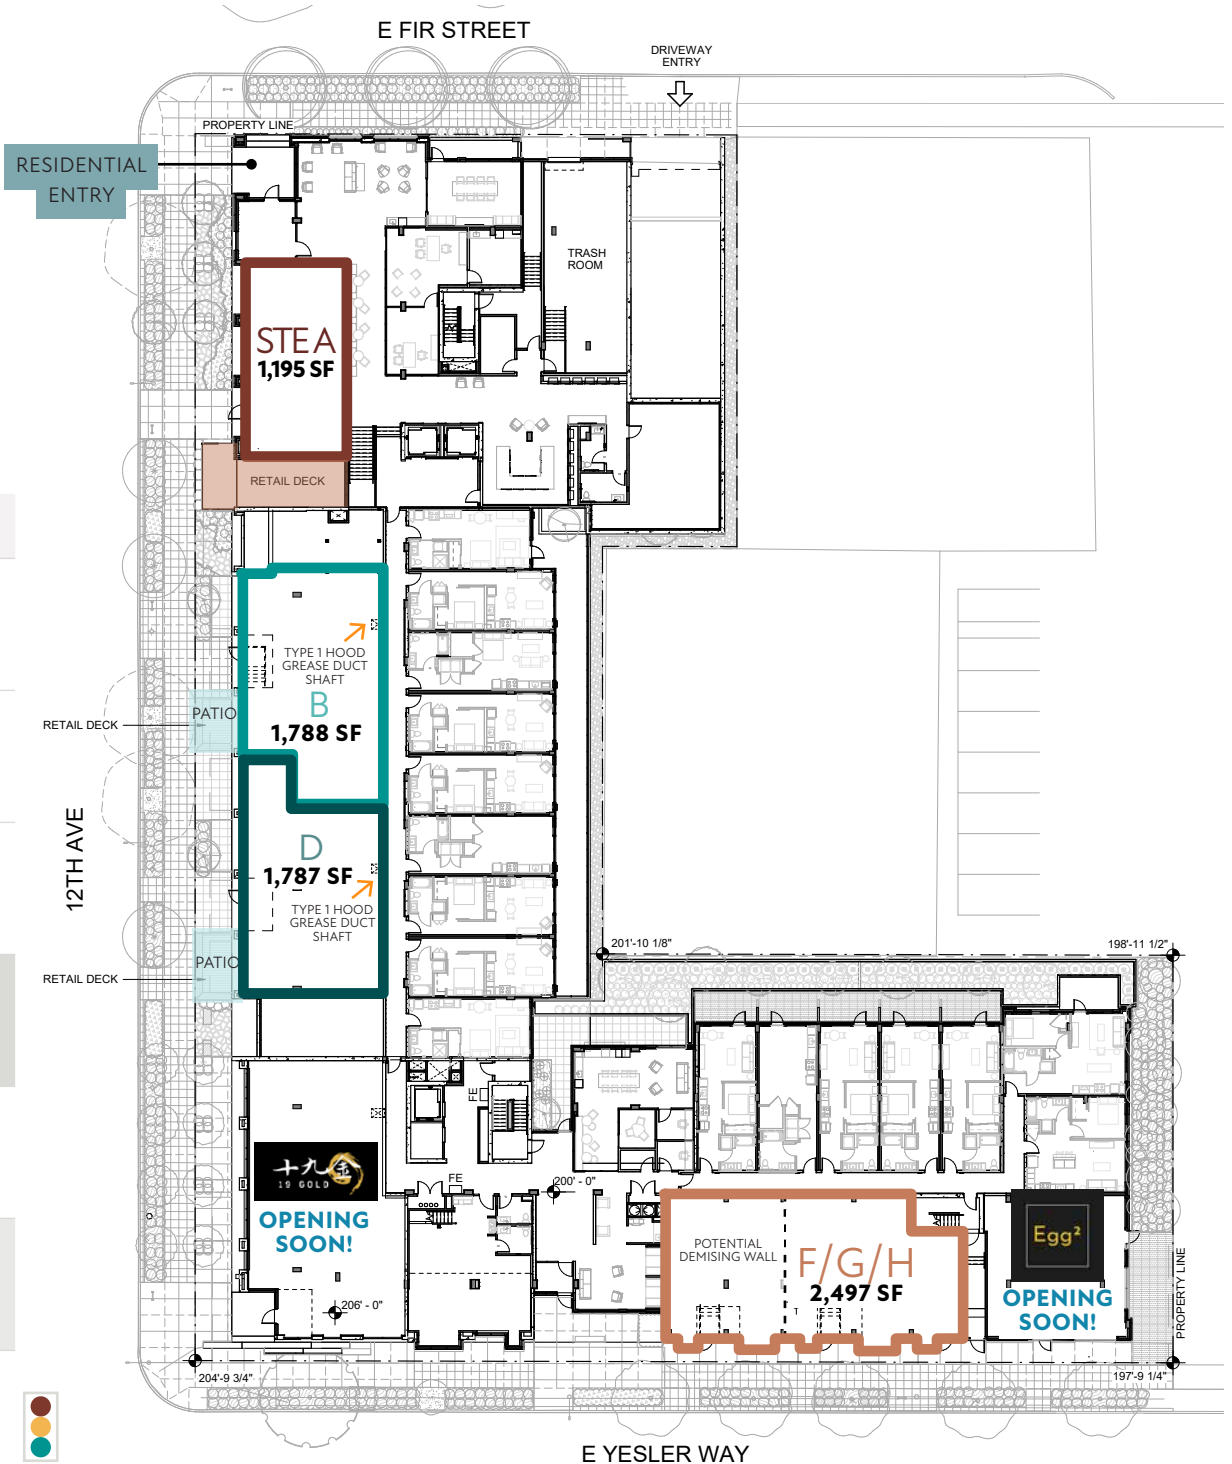 E FIR STREET
DRIVEWAY
ENTRY
PROPERTY LINE
RESIDENTIAL
ENTRY
TRASH
ROOM
STE A
1,195 SF
RETAIL DECK
TYPE 1 HOOD
GREASE DUCT
SHAFT
B
1,788 SF
PATIO
RETAIL DECK
12TH AVE
D
1,787 SF
TYPE 1 HOOD
GREASE DUCT
SHAFT
PATIO
RETAIL DECK
201'-10 1/8"
198'-11 1/2"
FE
FE
200' - 0"
十九金
19 GOLD
OPENING
SOON!
206' - 0"
POTENTIAL
DEMISING WALL
F/G/H
2,497 SF
T
Egg²
OPENING
SOON!
PROPERTY LINE
204'-9 3/4"
197'-9 1/4"
E YESLER WAY